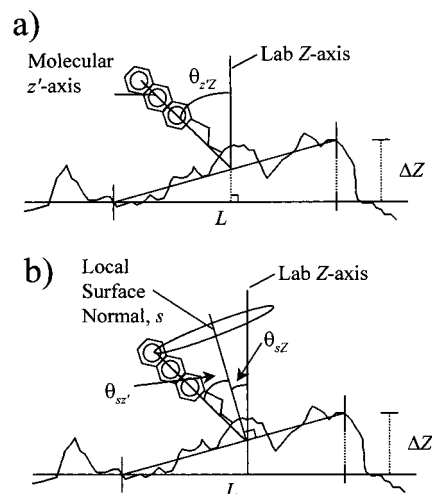 a)
Molecular
z'-axis
θz'Z
Lab Z-axis
ΔZ
L
b)
Local
Surface
Normal, s
Lab Z-axis
θsZ
θsz'
ΔZ
L